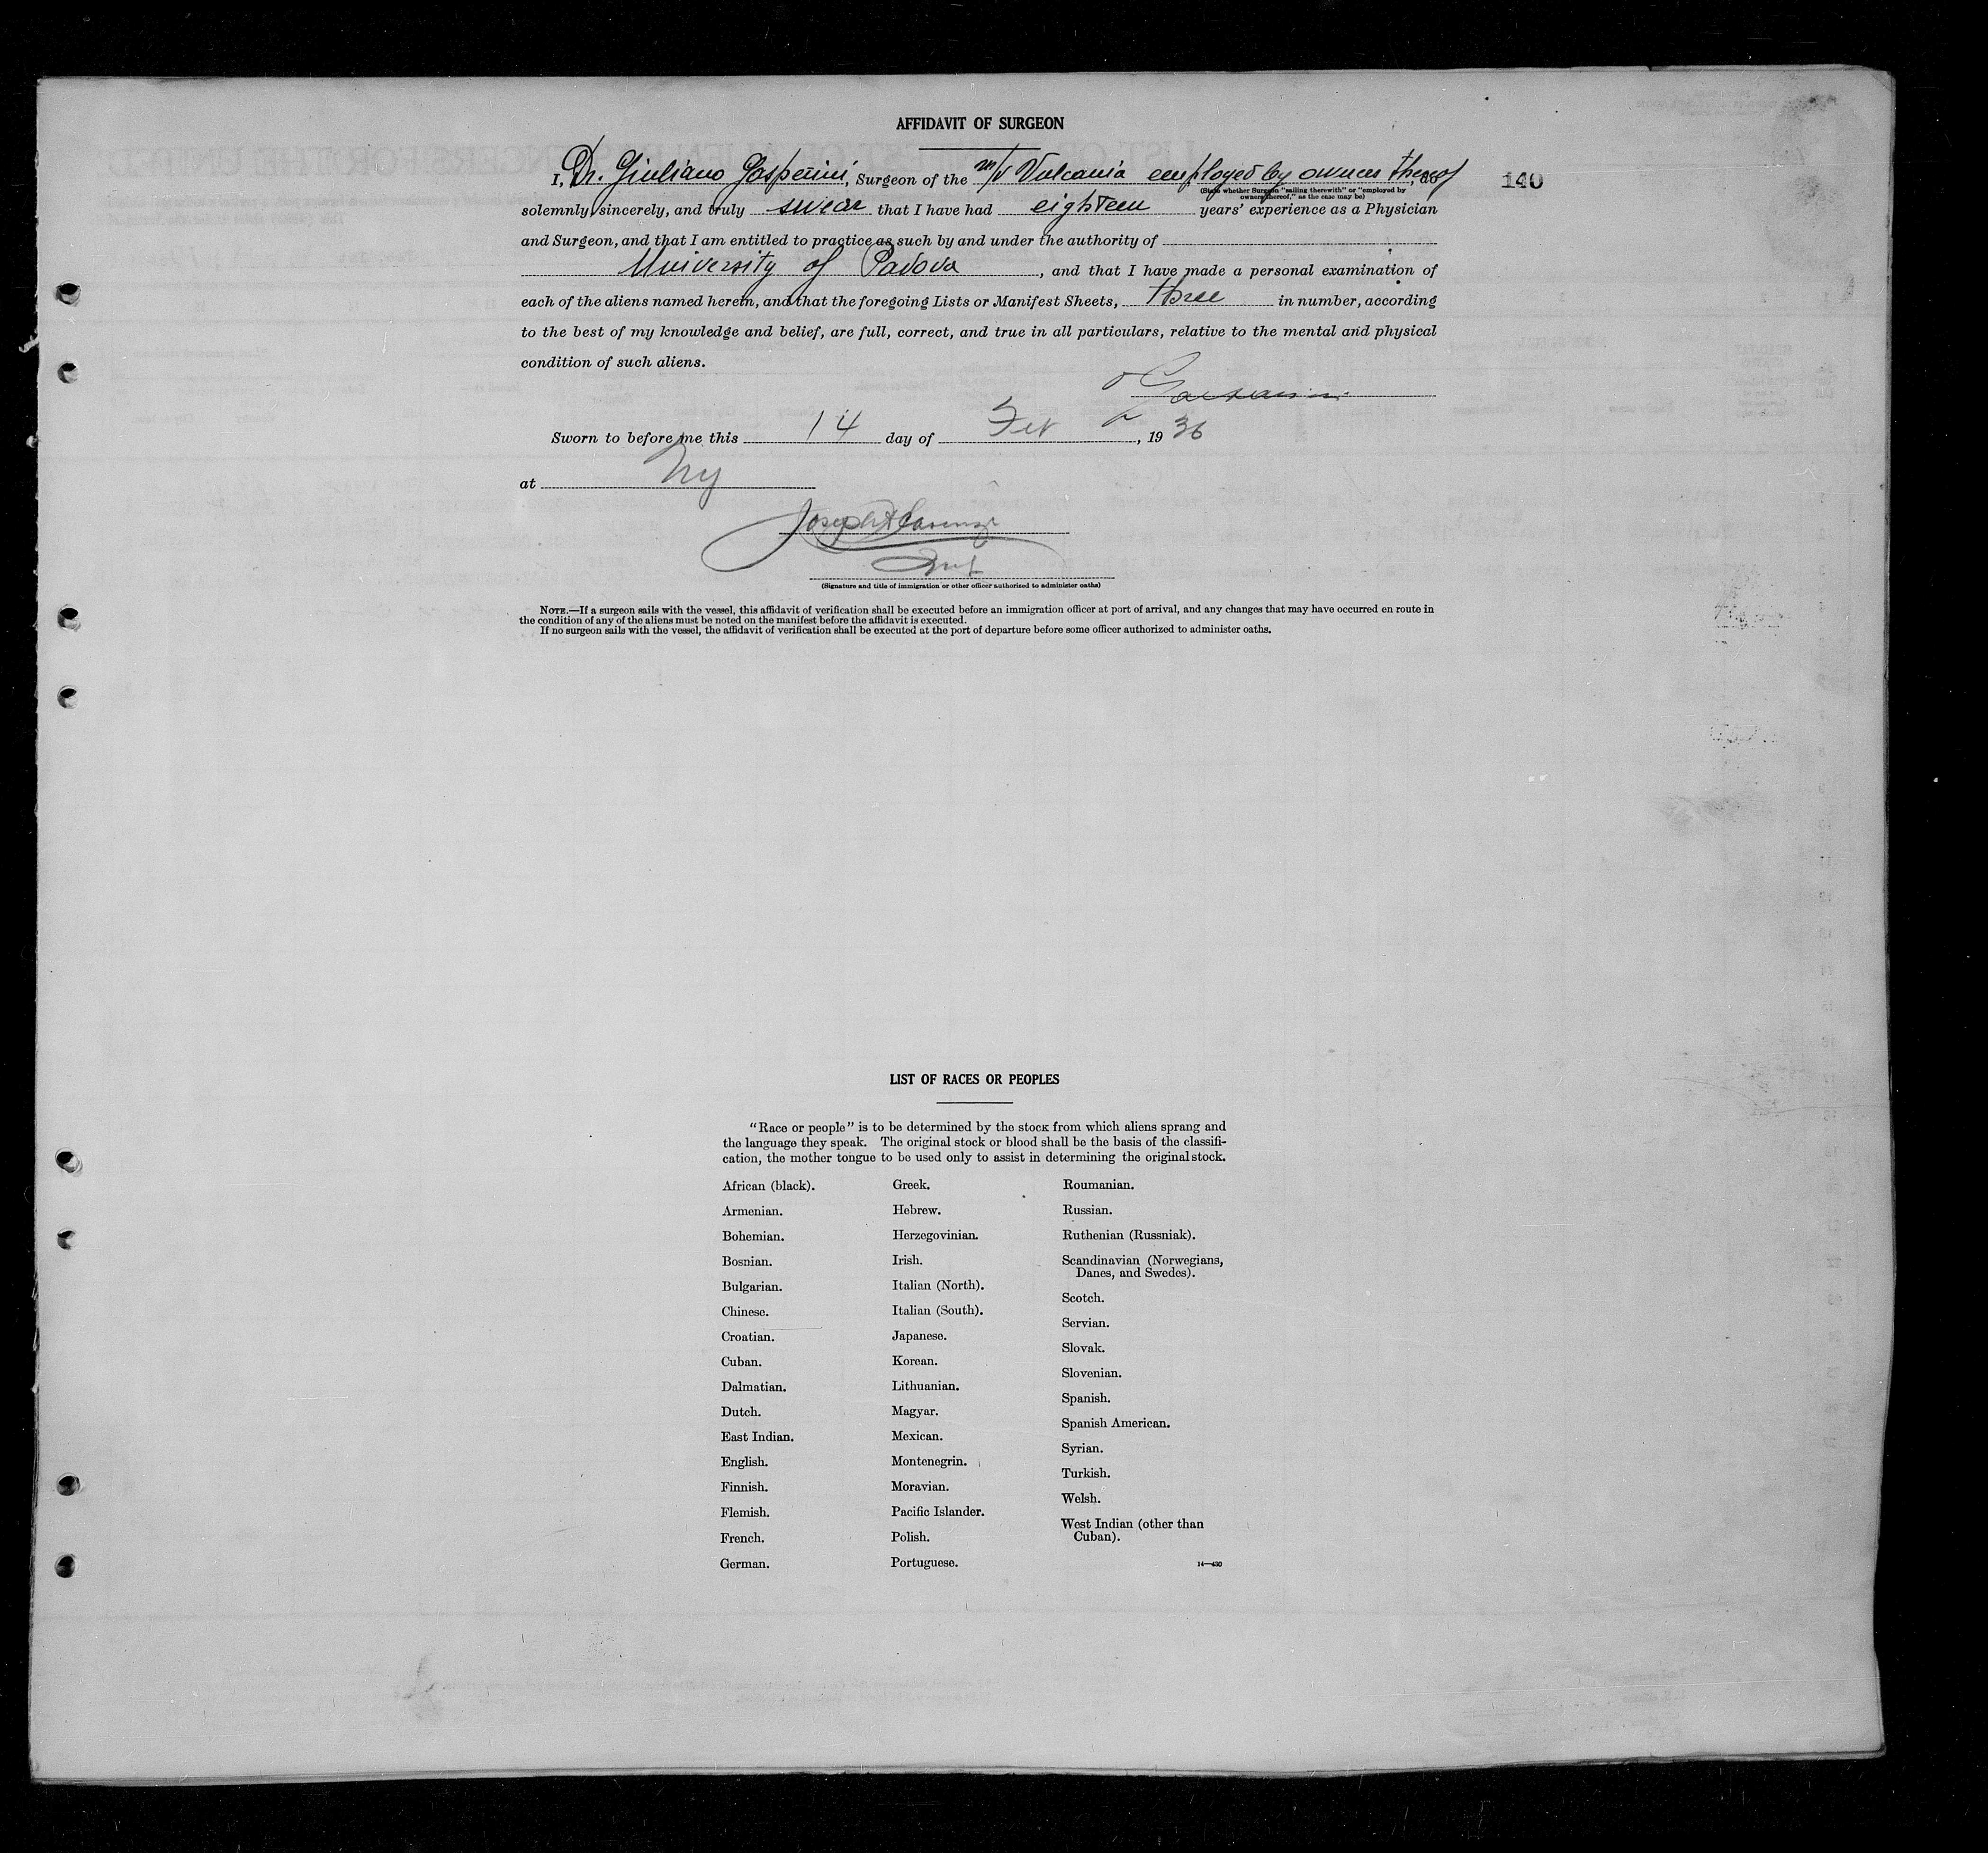 AFFIDAVIT OF SURGEON
I, Dr. Giuliano Gasperini, Surgeon of the m/v Vulcania employed by owners thereof, do
140
(State whether Surgeon "sailing therewith" or "employed by
owners thereof," as the case may be)
solemnly, sincerely, and truly swear that I have had eighteen years' experience as a Physician
and Surgeon, and that I am entitled to practice as such by and under the authority of
University of Padova, and that I have made a personal examination of
each of the aliens named herein, and that the foregoing Lists or Manifest Sheets, three in number, according
to the best of my knowledge and belief, are full, correct, and true in all particulars, relative to the mental and physical
condition of such aliens.
Sworn to before me this 14 day of Feb, 1936
at NY
Joseph
(Signature and title of immigration or other officer authorized to administer oaths)
NOTE.—If a surgeon sails with the vessel, this affidavit of verification shall be executed before an immigration officer at port of arrival, and any changes that may have occurred en route in
the condition of any of the aliens must be noted on the manifest before the affidavit is executed.
If no surgeon sails with the vessel, the affidavit of verification shall be executed at the port of departure before some officer authorized to administer oaths.
LIST OF RACES OR PEOPLES
"Race or people" is to be determined by the stock from which aliens sprang and
the language they speak. The original stock or blood shall be the basis of the classifi-
cation, the mother tongue to be used only to assist in determining the original stock.
African (black).
Armenian.
Bohemian.
Bosnian.
Bulgarian.
Chinese.
Croatian.
Cuban.
Dalmatian.
Dutch.
East Indian.
English.
Finnish.
Flemish.
French.
German.
Greek.
Hebrew.
Herzegovinian.
Irish.
Italian (North).
Italian (South).
Japanese.
Korean.
Lithuanian.
Magyar.
Mexican.
Montenegrin.
Moravian.
Pacific Islander.
Polish.
Portuguese.
Roumanian.
Russian.
Ruthenian (Russniak).
Scandinavian (Norwegians,
Danes, and Swedes).
Scotch.
Servian.
Slovak.
Slovenian.
Spanish.
Spanish American.
Syrian.
Turkish.
Welsh.
West Indian (other than
Cuban).
14—430